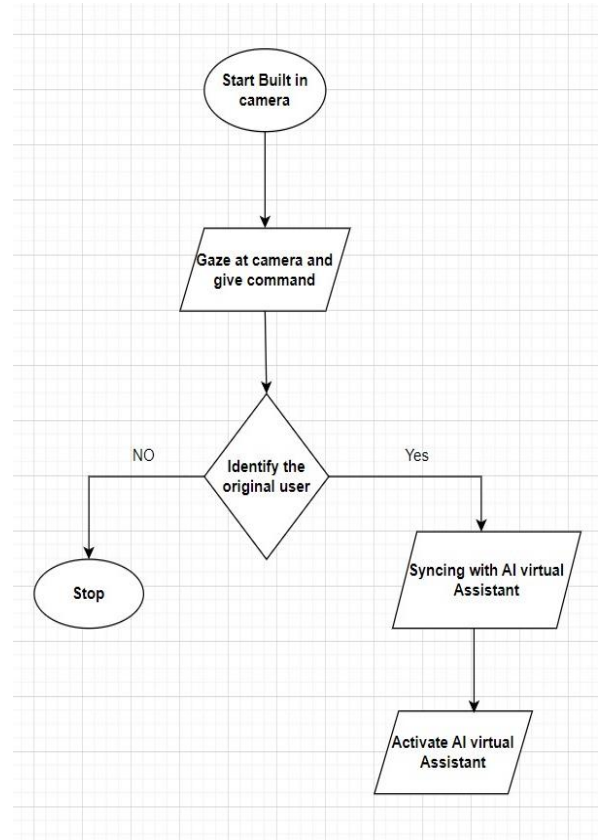 Start Built in
camera
Gaze at camera and
give command
NO
Identify the
original user
Yes
Stop
Syncing with AI virtual
Assistant
Activate AI virtual
Assistant